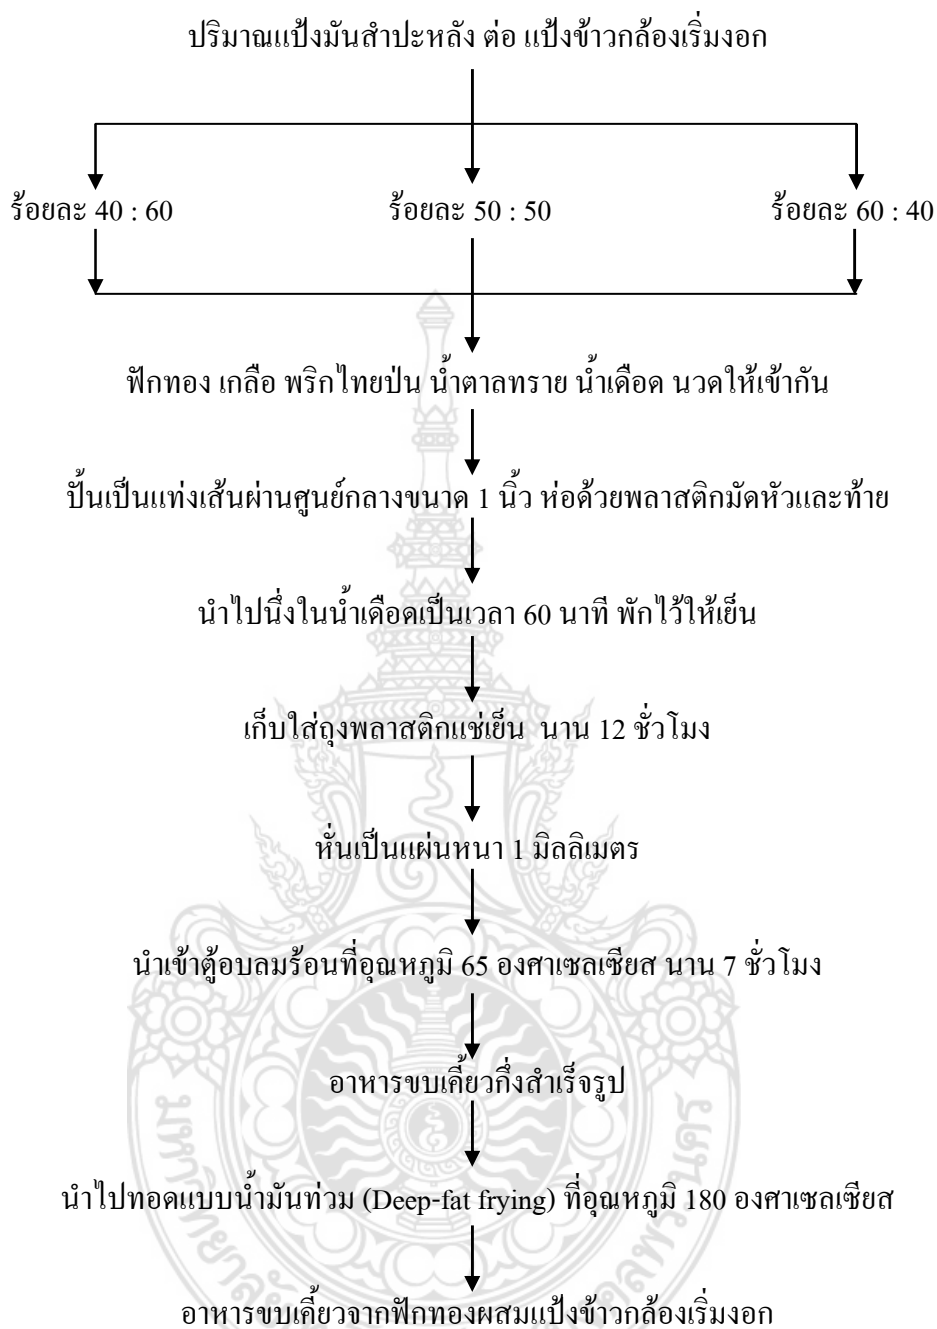 ปริมาณแป้งมันสำปะหลัง ต่อ แป้งข้าวกล้องเริ่มงอก
ร้อยละ 40 : 60
ร้อยละ 50 : 50
ร้อยละ 60 : 40
ฟักทอง เกลือ พริกไทยป่น น้ำตาลทราย น้ำเดือด นวดให้เข้ากัน
ปั้นเป็นแท่งเส้นผ่านศูนย์กลางขนาด 1 นิ้ว ห่อด้วยพลาสติกมัดหัวและท้าย
นำไปนึ่งในน้ำเดือดเป็นเวลา 60 นาที พักไว้ให้เย็น
เก็บใส่ถุงพลาสติกแช่เย็น นาน 12 ชั่วโมง
หั่นเป็นแผ่นหนา 1 มิลลิเมตร
นำเข้าตู้อบลมร้อนที่อุณหภูมิ 65 องศาเซลเซียส นาน 7 ชั่วโมง
อาหารขบเคี้ยวกึ่งสำเร็จรูป
นำไปทอดแบบน้ำมันท่วม (Deep-fat frying) ที่อุณหภูมิ 180 องศาเซลเซียส
อาหารขบเคี้ยวจากฟักทองผสมแป้งข้าวกล้องเริ่มงอก